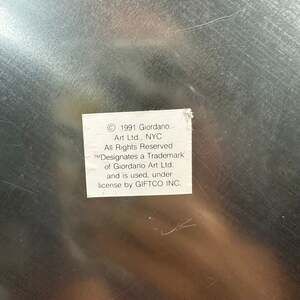 © 1991 Giordano
Art Ltd., NYC
All Rights Reserved
™Designates a Trademark
of Giordano Art Ltd.
and is used, under
license by GIFTCO INC.